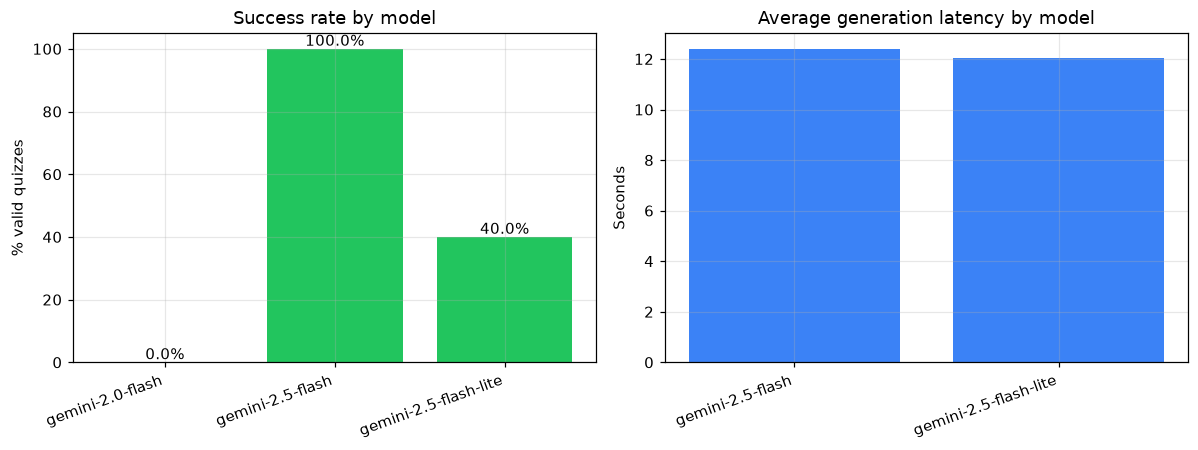 Success rate by model
% valid quizzes
100
80
60
40
20
0
0.0%
100.0%
40.0%
gemini-2.0-flash
gemini-2.5-flash
gemini-2.5-flash-lite
Average generation latency by model
Seconds
12
10
8
6
4
2
0
gemini-2.5-flash
gemini-2.5-flash-lite